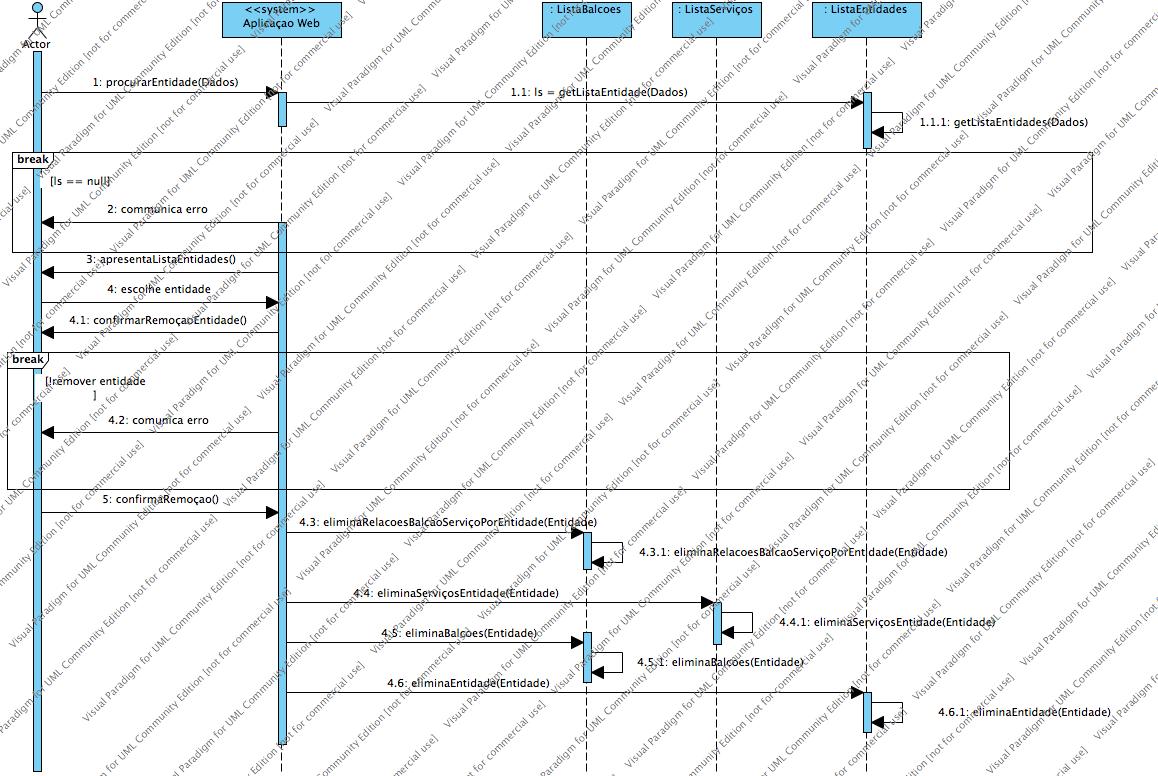 <<system>>
Aplicaçao Web
: ListaBalcoes
: ListaServiços
: ListaEntidades
Actor
1: procurarEntidade(Dados)
1.1: ls = getListaEntidade(Dados)
1.1.1: getListaEntidades(Dados)
break
[ls == null]
2: communica erro
3: apresentaListaEntidades()
4: escolhe entidade
4.1: confirmarRemoçaoEntidade()
break
[!remover entidade
]
4.2: comunica erro
5: confirmaRemoçao()
4.3: eliminaRelacoesBalcaoServiçoPorEntidade(Entidade)
4.3.1: eliminaRelacoesBalcaoServiçoPorEntidade(Entidade)
4.4: eliminaServiçosEntidade(Entidade)
4.4.1: eliminaServiçosEntidade(Entidade)
4.5: eliminaBalcoes(Entidade)
4.5.1: eliminaBalcoes(Entidade)
4.6: eliminaEntidade(Entidade)
4.6.1: eliminaEntidade(Entidade)
Visual Paradigm for UML Community Edition [not for commercial use]